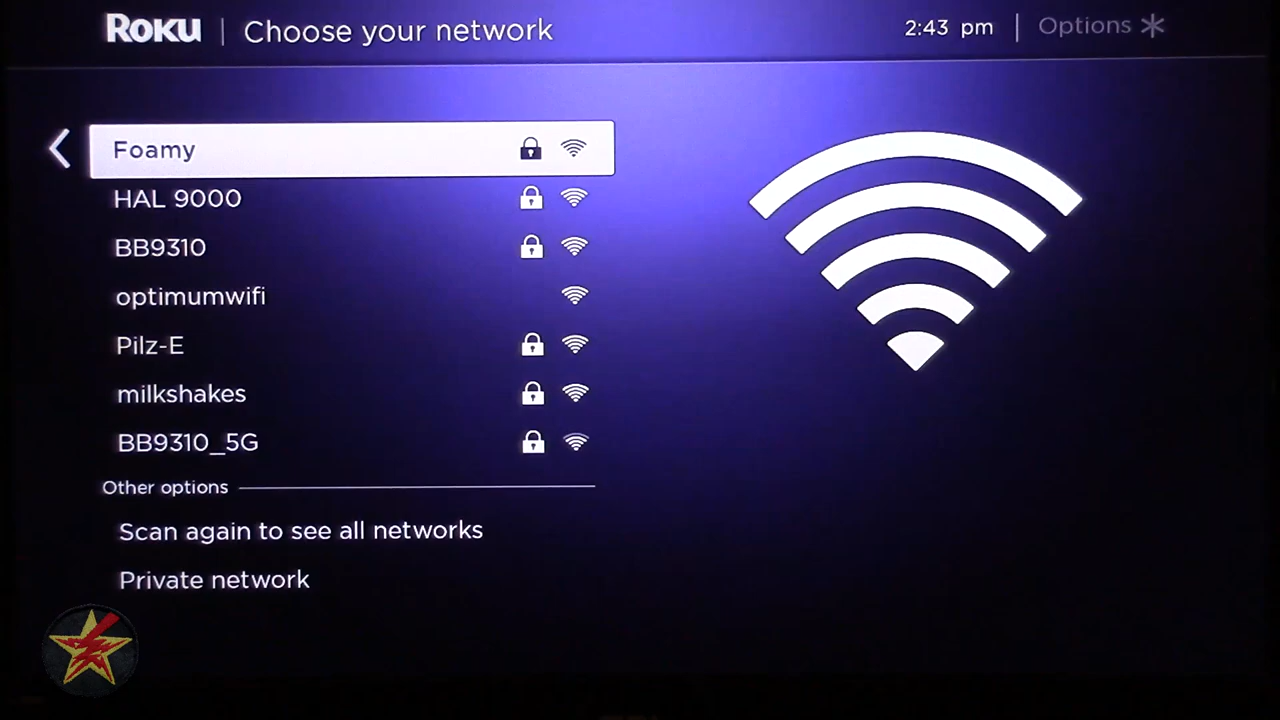 Roku | Choose your network
2:43 pm | Options *
Foamy
HAL 9000
BB9310
optimumwifi
Pilz-E
milkshakes
BB9310_5G
Other options
Scan again to see all networks
Private network